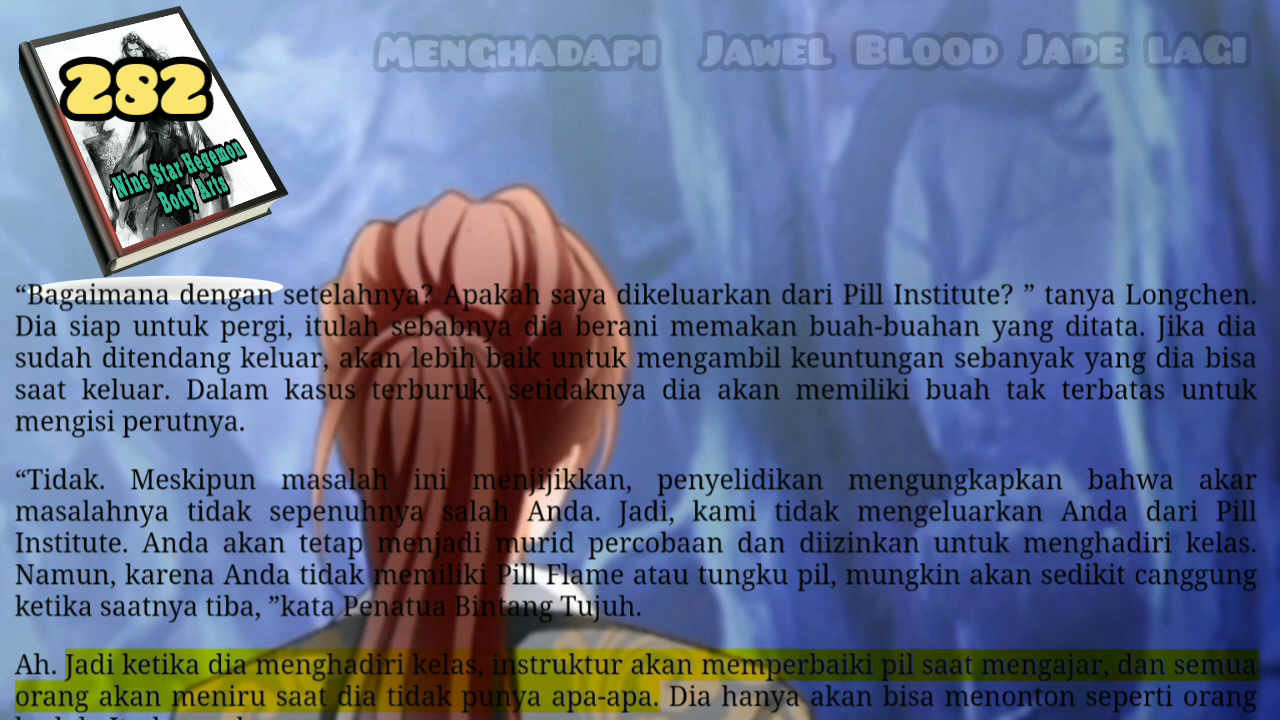 MENGHADAPI JAWEL BLOOD JADE LAGI
282
Nine Star Hegemon
Body Arts
“Bagaimana dengan setelahnya? Apakah saya dikeluarkan dari Pill Institute? ” tanya Longchen.
Dia siap untuk pergi, itulah sebabnya dia berani memakan buah-buahan yang ditata. Jika dia
sudah ditendang keluar, akan lebih baik untuk mengambil keuntungan sebanyak yang dia bisa
saat keluar. Dalam kasus terburuk, setidaknya dia akan memiliki buah tak terbatas untuk
mengisi perutnya.
“Tidak. Meskipun masalah ini menjijikkan, penyelidikan mengungkapkan bahwa akar
masalahnya tidak sepenuhnya salah Anda. Jadi, kami tidak mengeluarkan Anda dari Pill
Institute. Anda akan tetap menjadi murid percobaan dan diizinkan untuk menghadiri kelas.
Namun, karena Anda tidak memiliki Pill Flame atau tungku pil, mungkin akan sedikit canggung
ketika saatnya tiba, ”kata Penatua Bintang Tujuh.
Ah. Jadi ketika dia menghadiri kelas, instruktur akan memperbaiki pil saat mengajar, dan semua
orang akan meniru saat dia tidak punya apa-apa. Dia hanya akan bisa menonton seperti orang